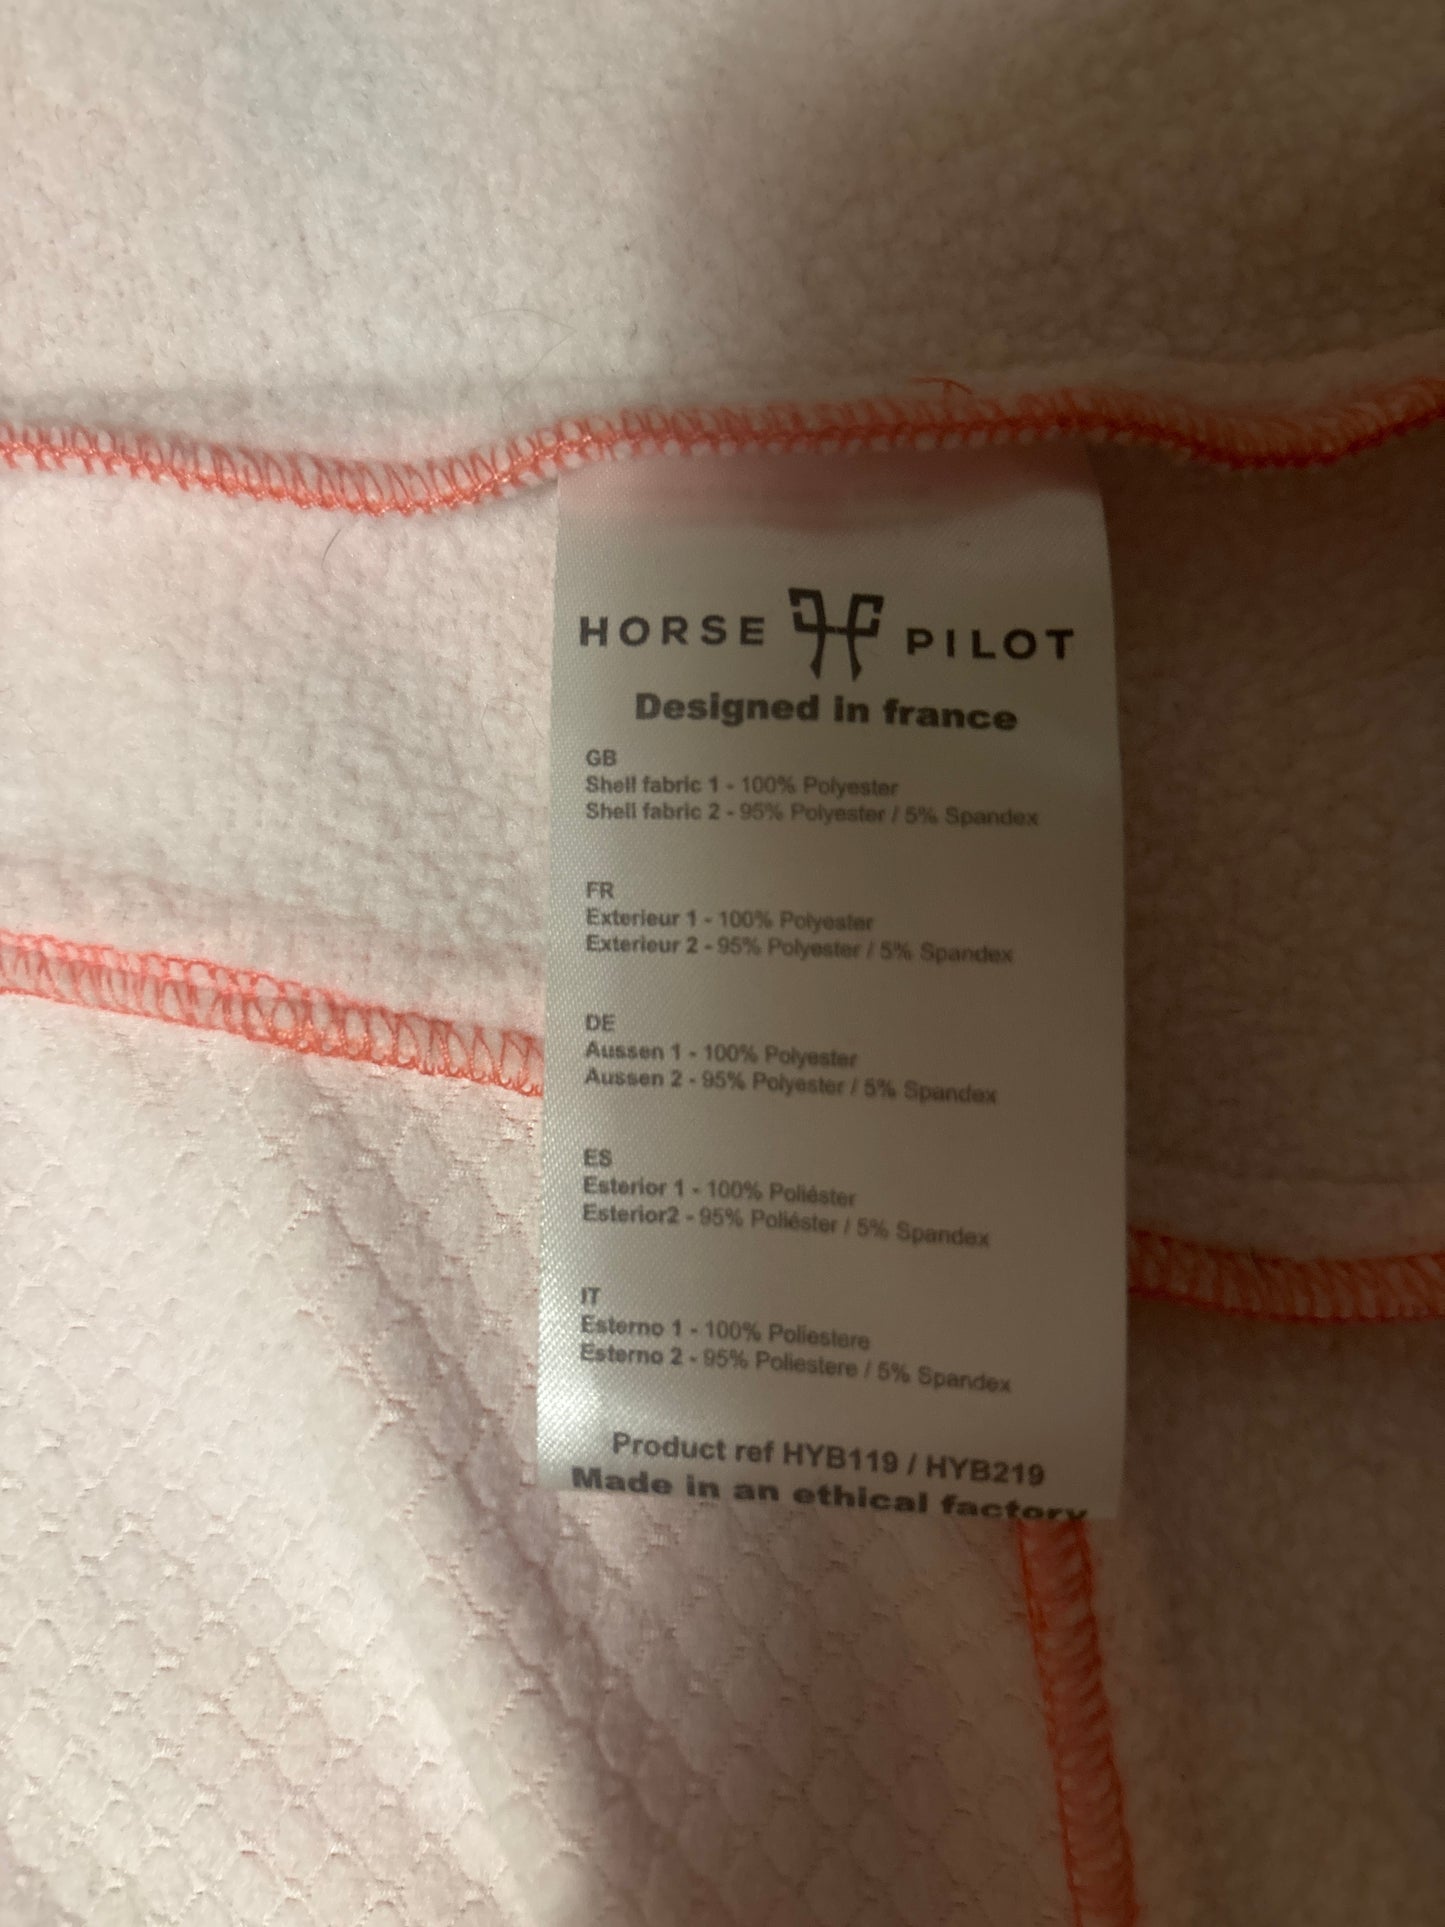 HORSE PILOT
Designed in france
GB
Shell fabric 1 - 100% Polyester
Shell fabric 2 - 95% Polyester / 5% Spandex
FR
Exterieur 1 - 100% Polyester
Exterieur 2 - 95% Polyester / 5% Spandex
DE
Aussen 1 - 100% Polyester
Aussen 2 - 95% Polyester / 5% Spandex
ES
Esterior 1 - 100% Poliéster
Esterior2 - 95% Poliéster / 5% Spandex
IT
Esterno 1 - 100% Poliestere
Esterno 2 - 95% Poliestere / 5% Spandex
Product ref HYB119 / HYB219
Made in an ethical factory